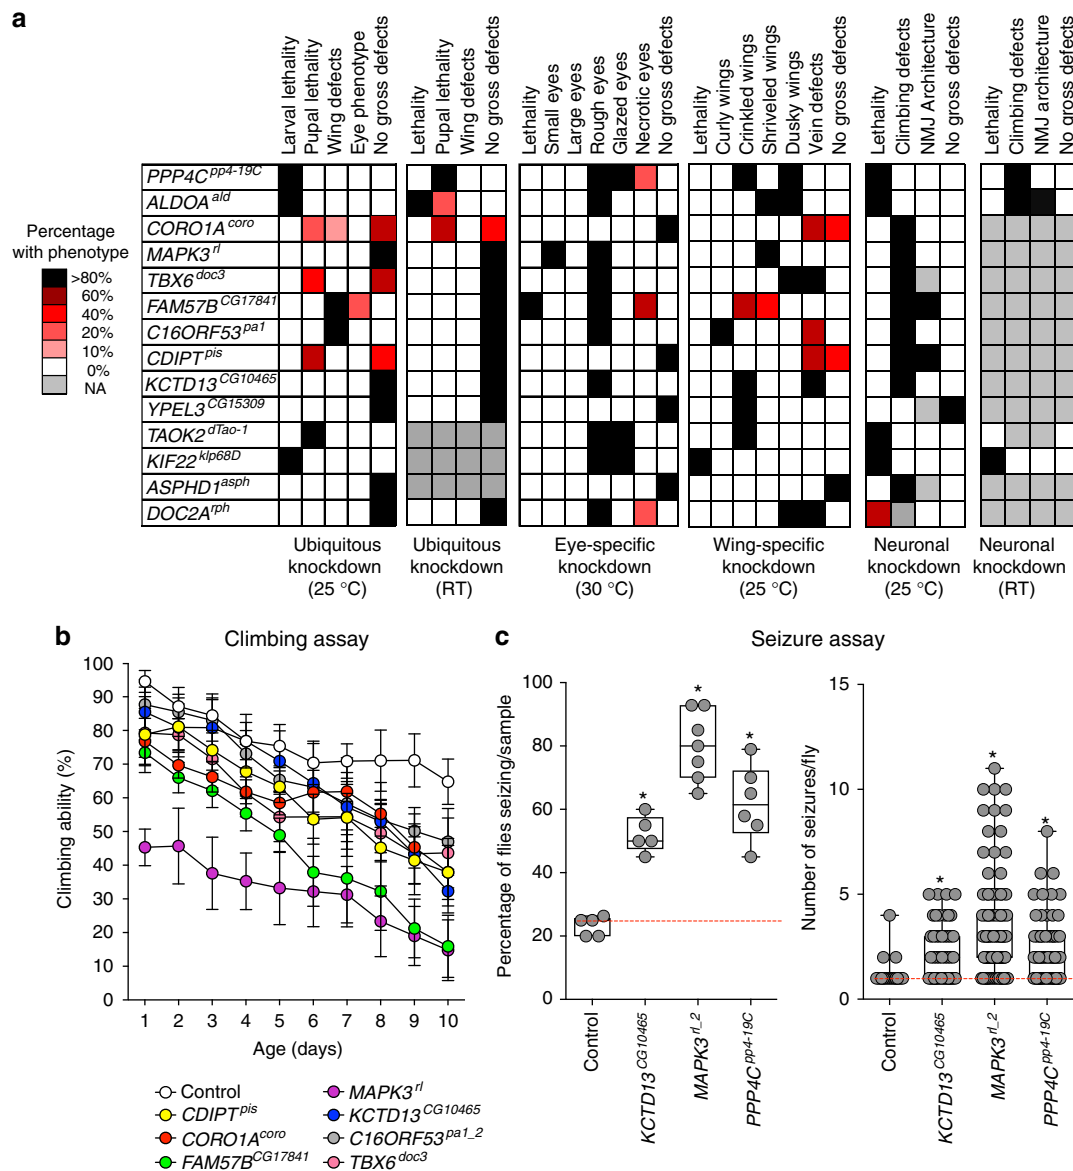 a
Larval lethality
Pupal lethality
Wing defects
Eye phenotype
No gross defects
Lethality
Pupal lethality
Wing defects
No gross defects
Lethality
Small eyes
Large eyes
Rough eyes
Glazed eyes
Necrotic eyes
No gross defects
Lethality
Curly wings
Crinkled wings
Shriveled wings
Dusky wings
Vein defects
No gross defects
Lethality
Climbing defects
NMJ Architecture
No gross defects
Lethality
Climbing defects
NMJ architecture
No gross defects
Percentage
with phenotype
>80%
60%
40%
20%
10%
0%
NA
PPP4C pp4-19C
ALDOA ald
CORO1A coro
MAPK3 rl
TBX6 doc3
FAM57B CG17841
C16ORF53 pa1
CDIPT pis
KCTD13 CG10465
YPEL3 CG15309
TAOK2 dTao-1
KIF22 klp68D
ASPHD1 asph
DOC2A rph
Ubiquitous
knockdown
(25 °C)
Ubiquitous
knockdown
(RT)
Eye-specific
knockdown
(30 °C)
Wing-specific
knockdown
(25 °C)
Neuronal
knockdown
(25 °C)
Neuronal
knockdown
(RT)
b
Climbing assay
Climbing ability (%)
100
90
80
70
60
50
40
30
20
10
0
1 2 3 4 5 6 7 8 9 10
Age (days)
Control
CDIPT pis
CORO1A coro
FAM57B CG17841
MAPK3 rl
KCTD13 CG10465
C16ORF53 pa1_2
TBX6 doc3
c
Seizure assay
Percentage of flies seizing/sample
100
80
60
40
20
0
* * *
Control
KCTD13 CG10465
MAPK3 rl_2
PPP4C pp4-19C
Number of seizures/fly
15
10
5
0
* * *
Control
KCTD13 CG10465
MAPK3 rl_2
PPP4C pp4-19C